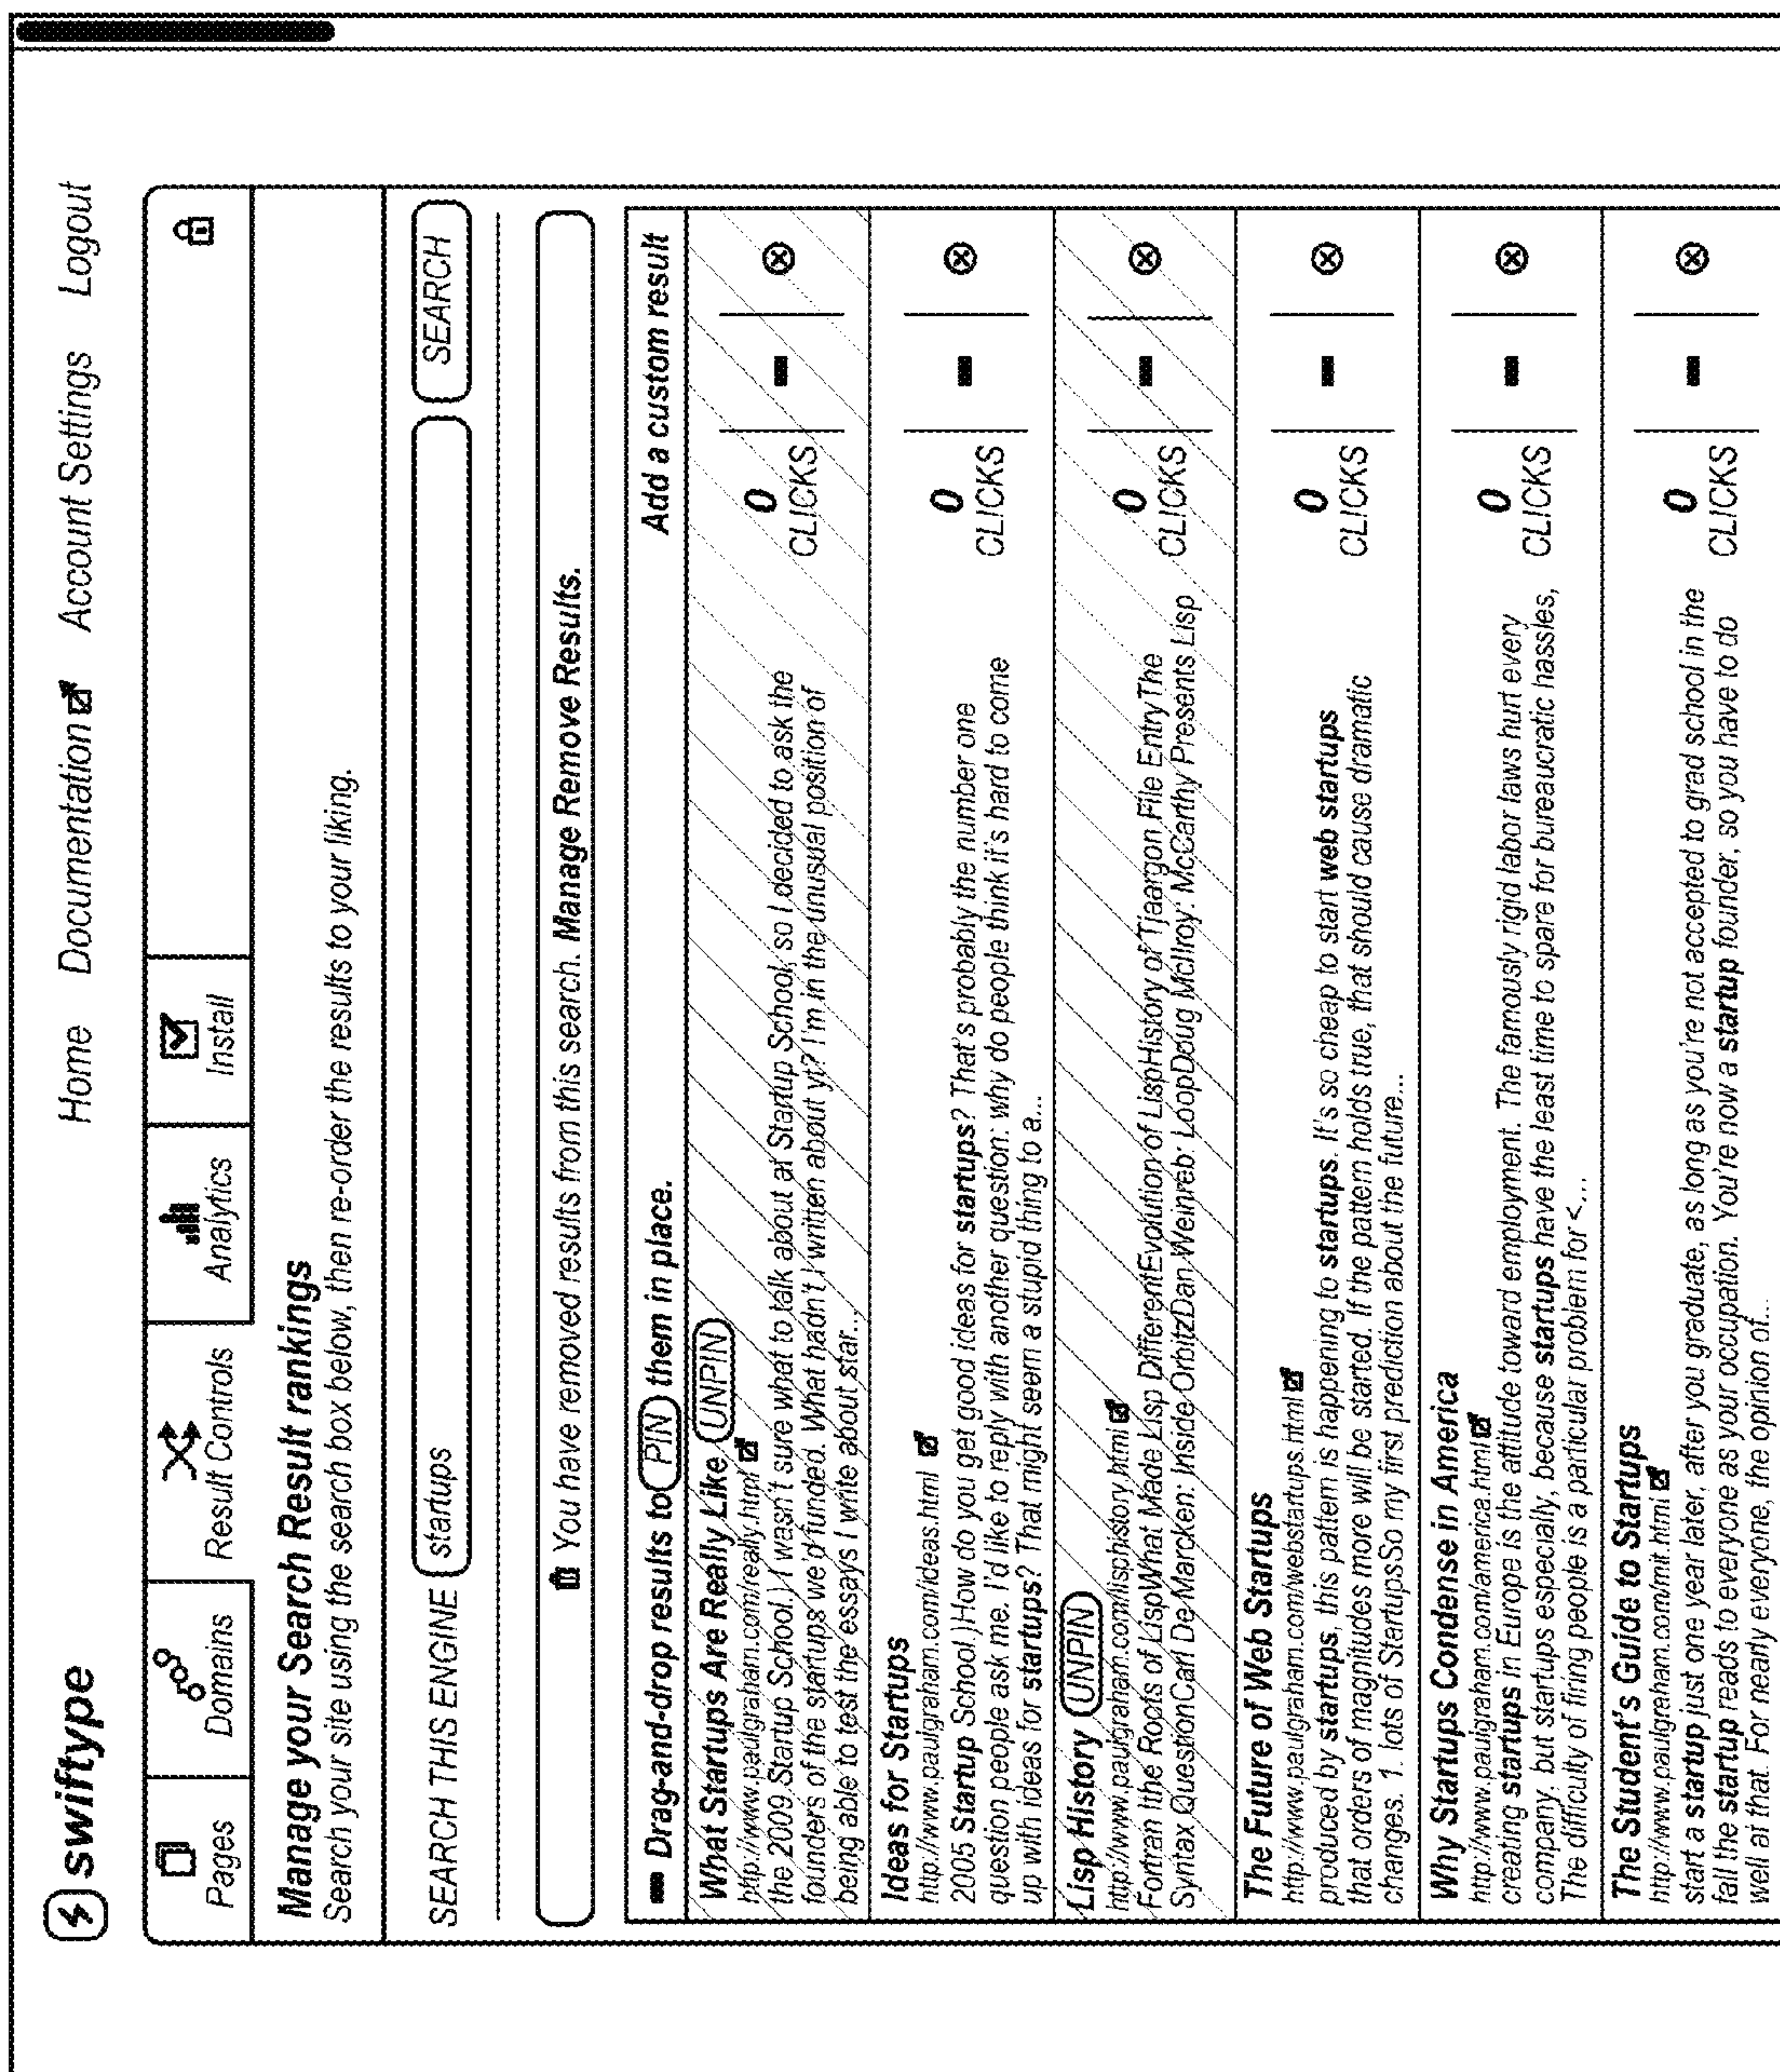 swiftype
Home Documentation Account Settings Logout
Pages Domains Result Controls Analytics Install
Manage your Search Result rankings
Search your site using the search box below, then re-order the results to your liking.
SEARCH THIS ENGINE startups SEARCH
You have removed results from this search. Manage Remove Results.
Drag-and-drop results to PIN them in place. Add a custom result
What Startups Are Really Like UNPIN
http://www.paulgraham.com/really.html
the 2009 Startup School.) I wasn't sure what to talk about at Startup School, so I decided to ask the
founders of the startups we'd funded. What hadn't I written about yt? I'm in the unusual position of
being able to test the essays I write about star...
0
CLICKS
Ideas for Startups
http://www.paulgraham.com/ideas.html
2005 Startup School.)How do you get good ideas for startups? That's probably the number one
question people ask me. I'd like to reply with another question: why do people think it's hard to come
up with ideas for startups? That might seem a stupid thing to a...
0
CLICKS
Lisp History UNPIN
http://www.paulgraham.com/lisphistory.html
Fortran Ithe Roots of LispWhat Made Lisp DifferentEvolution of LispHistory of Tjaargon File Entry The
Syntax QuestionCarl De Marcken: Inside OrbitzDan Weinreb: LoopDoug McIlroy: McCarthy Presents Lisp
0
CLICKS
The Future of Web Startups
http://www.paulgraham.com/webstartups.html
produced by startups, this pattern is happening to startups. It's so cheap to start web startups
that orders of magnitudes more will be started. If the pattern holds true, that should cause dramatic
changes. 1. lots of StartupsSo my first prediction about the future...
0
CLICKS
Why Startups Condense in America
http://www.paulgraham.com/america.html
creating startups in Europe is the attitude toward employment. The famously rigid labor laws hurt every
company, but startups especially, because startups have the least time to spare for bureaucratic hassles,
The difficulty of firing people is a particular problem for <...
0
CLICKS
The Student's Guide to Startups
http://www.paulgreham.com/mit.html
start a startup just one year later, after you graduate, as long as you're not accepted to grad school in the
fall the startup reads to everyone as your occupation. You're now a startup founder, so you have to do
well at that. For nearly everyone, the opinion of...
0
CLICKS